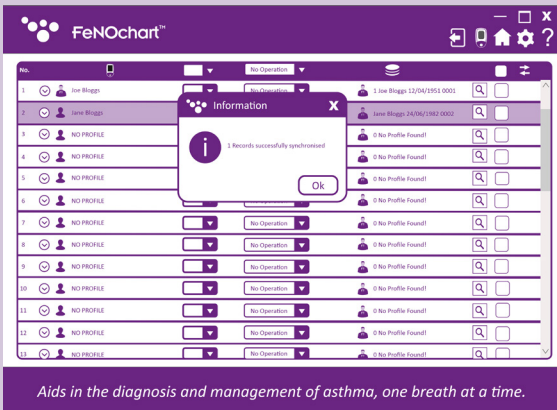 FeNOchart™
No. No Operation
1 Joe Bloggs No Operation 1 Joe Bloggs 12/04/1951 0001
2 Jane Bloggs Jane Bloggs 24/06/1982 0002
3 NO PROFILE 0 No Profile Found!
4 NO PROFILE 0 No Profile Found!
5 NO PROFILE 0 No Profile Found!
6 NO PROFILE No Operation 0 No Profile Found!
7 NO PROFILE No Operation 0 No Profile Found!
8 NO PROFILE No Operation 0 No Profile Found!
9 NO PROFILE No Operation 0 No Profile Found!
10 NO PROFILE No Operation 0 No Profile Found!
11 NO PROFILE No Operation 0 No Profile Found!
12 NO PROFILE No Operation 0 No Profile Found!
13 NO PROFILE No Operation 0 No Profile Found!
Information X
1 Records successfully synchronised
Ok
Aids in the diagnosis and management of asthma, one breath at a time.